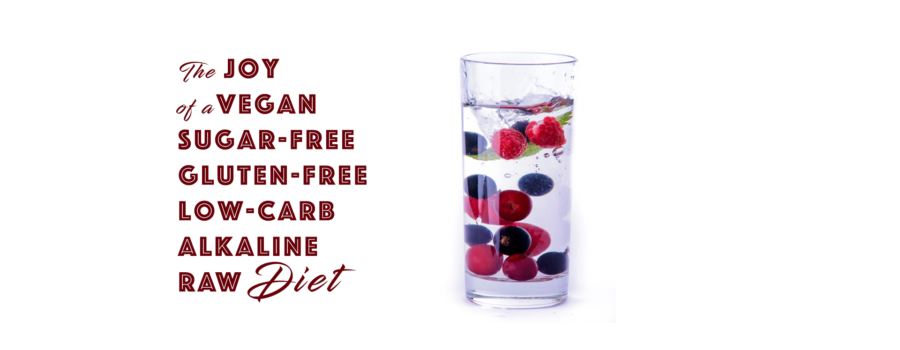 The JOY
of a VEGAN
SUGAR-FREE
GLUTEN-FREE
LOW-CARB
ALKALINE
RAW Diet